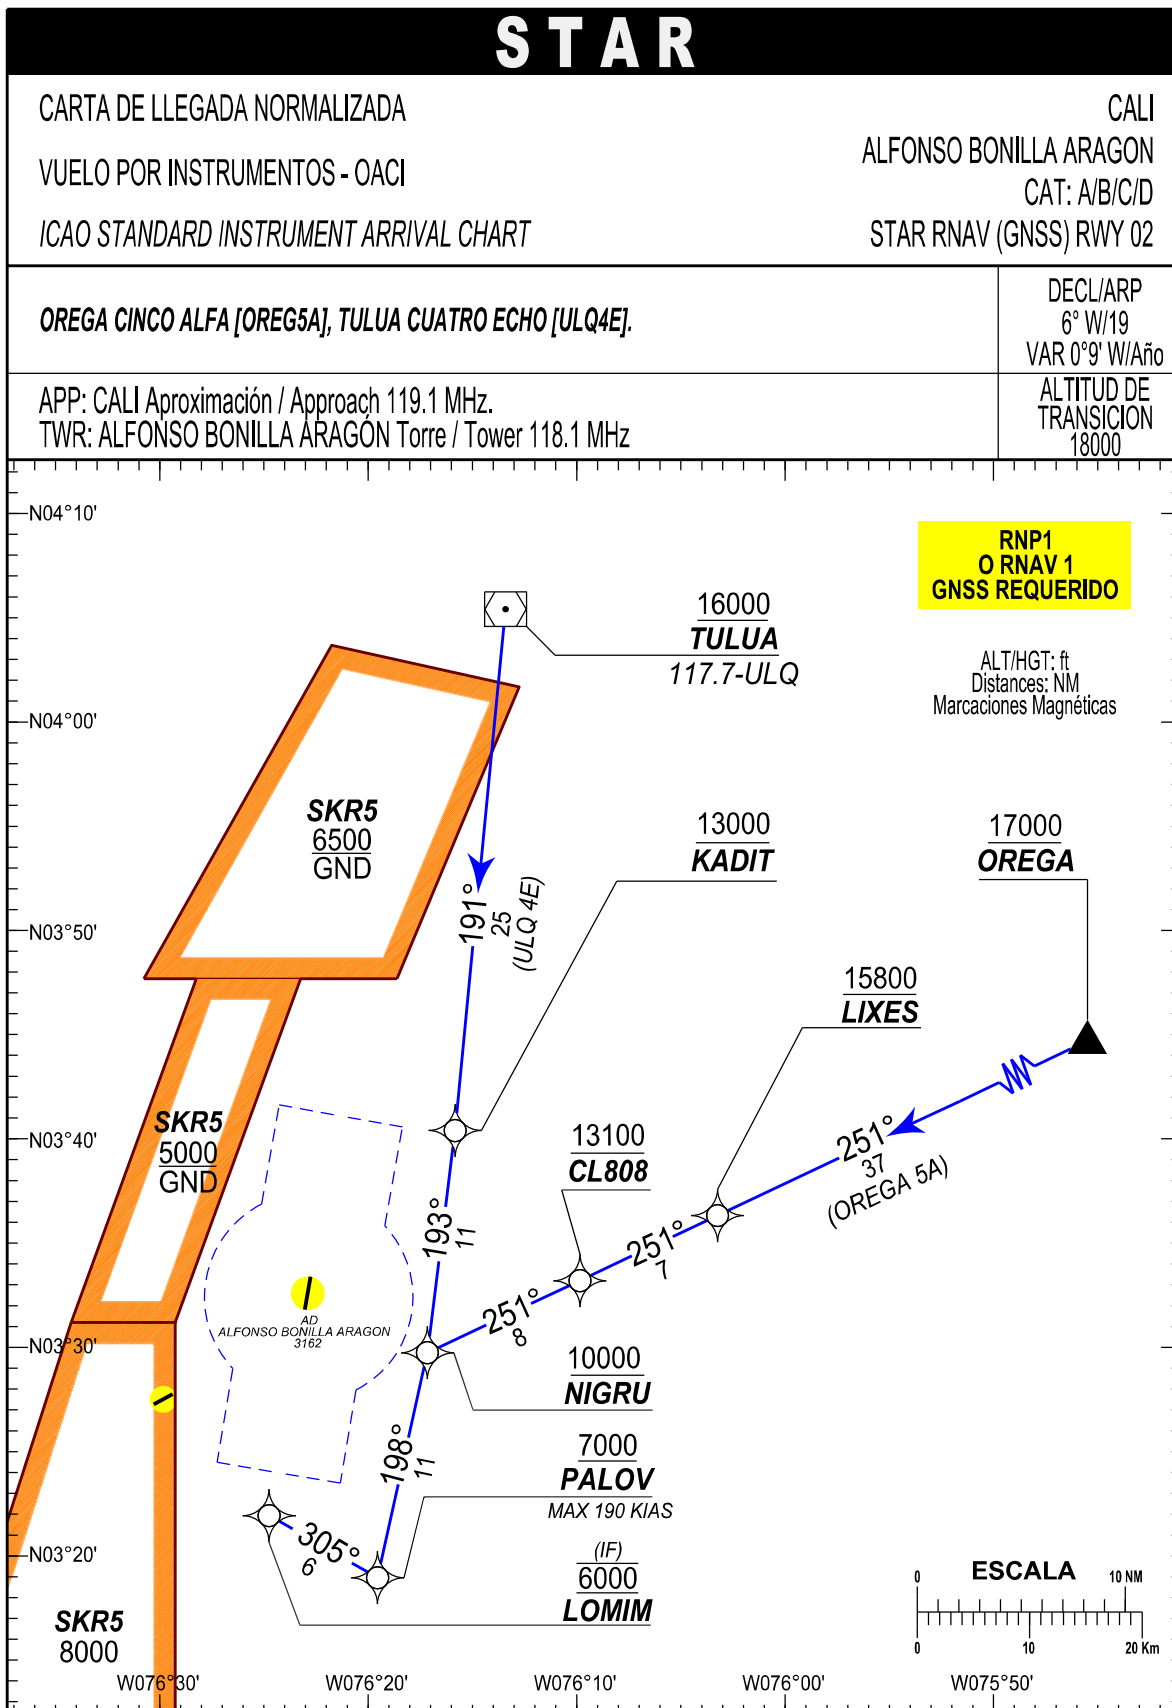 STAR
CARTA DE LLEGADA NORMALIZADA
VUELO POR INSTRUMENTOS - OACI
ICAO STANDARD INSTRUMENT ARRIVAL CHART
CALI
ALFONSO BONILLA ARAGON
CAT: A/B/C/D
STAR RNAV (GNSS) RWY 02
OREGA CINCO ALFA [OREG5A], TULUA CUATRO ECHO [ULQ4E].
DECL/ARP
6° W/19
VAR 0°9' W/Año
APP: CALI Aproximación / Approach 119.1 MHz.
TWR: ALFONSO BONILLA ARAGÓN Torre / Tower 118.1 MHz
ALTITUD DE
TRANSICION
18000
N04°10'
RNP1
O RNAV 1
GNSS REQUERIDO
16000
TULUA
117.7-ULQ
ALT/HGT: ft
Distances: NM
Marcaciones Magnéticas
N04°00'
SKR5
6500
GND
13000
KADIT
17000
OREGA
191°
25
(ULQ 4E)
N03°50'
15800
LIXES
N03°40'
SKR5
5000
GND
13100
CL808
251°
37
(OREGA 5A)
193°
11
251°
7
251°
8
AD
ALFONSO BONILLA ARAGON
3162
N03°30'
10000
NIGRU
198°
11
7000
PALOV
MAX 190 KIAS
305°
6
N03°20'
(IF)
6000
LOMIM
ESCALA
0
10 NM
0
10
20 Km
SKR5
8000
W076°30'
W076°20'
W076°10'
W076°00'
W075°50'